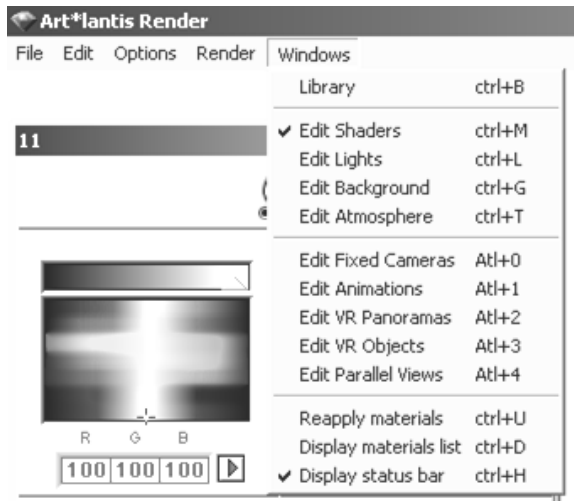 Art*lantis Render
File Edit Options Render Windows
Library ctrl+B
11
✓ Edit Shaders ctrl+M
Edit Lights ctrl+L
Edit Background ctrl+G
Edit Atmosphere ctrl+T
Edit Fixed Cameras Atl+0
Edit Animations Atl+1
Edit VR Panoramas Atl+2
Edit VR Objects Atl+3
Edit Parallel Views Atl+4
Reapply materials ctrl+U
Display materials list ctrl+D
✓ Display status bar ctrl+H
R G B
100 100 100